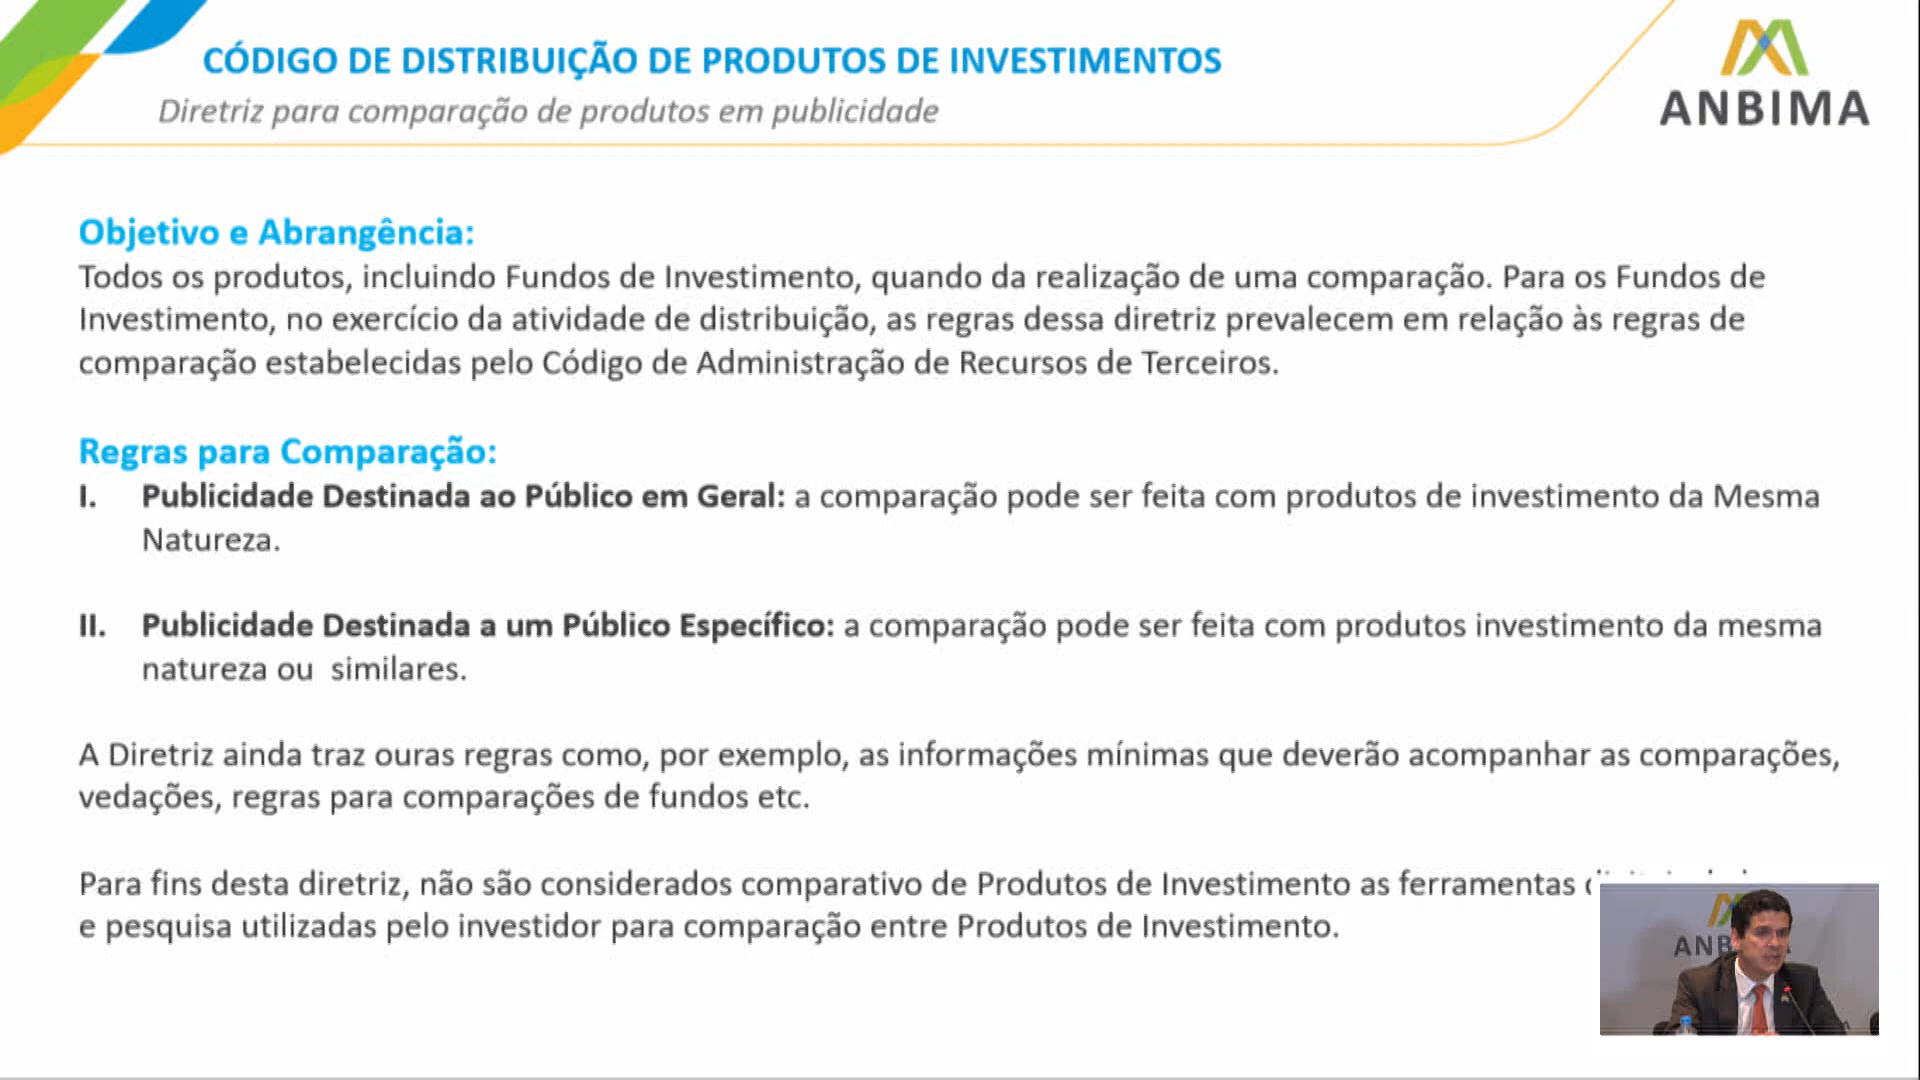 CÓDIGO DE DISTRIBUIÇÃO DE PRODUTOS DE INVESTIMENTOS
Diretriz para comparação de produtos em publicidade
ANBIMA
Objetivo e Abrangência:
Todos os produtos, incluindo Fundos de Investimento, quando da realização de uma comparação. Para os Fundos de
Investimento, no exercício da atividade de distribuição, as regras dessa diretriz prevalecem em relação às regras de
comparação estabelecidas pelo Código de Administração de Recursos de Terceiros.
Regras para Comparação:
I. Publicidade Destinada ao Público em Geral: a comparação pode ser feita com produtos de investimento da Mesma
Natureza.
II. Publicidade Destinada a um Público Específico: a comparação pode ser feita com produtos investimento da mesma
natureza ou similares.
A Diretriz ainda traz ouras regras como, por exemplo, as informações mínimas que deverão acompanhar as comparações,
vedações, regras para comparações de fundos etc.
Para fins desta diretriz, não são considerados comparativo de Produtos de Investimento as ferramentas
e pesquisa utilizadas pelo investidor para comparação entre Produtos de Investimento.